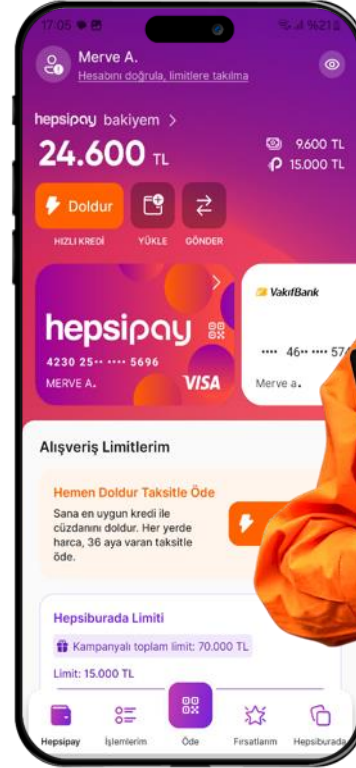 17:05
%21
Merve A.
Hesabını doğrula, limitlere takılma
hepsipay bakiyem >
24.600 TL
9.600 TL
15.000 TL
Doldur
HIZLI KREDİ YÜKLE GÖNDER
hepsipay
4230 25•• •••• 5696
MERVE A.
VISA
VakıfBank
•••• 46•• •••• 57
Merve a.
Alışveriş Limitlerim
Hemen Doldur Taksitle Öde
Sana en uygun kredi ile
cüzdanını doldur. Her yerde
harca, 36 aya varan taksitle
öde.
Hepsiburada Limiti
Kampanyalı toplam limit: 70.000 TL
Limit: 15.000 TL
Hepsipay İşlemlerim Öde Fırsatlarım Hepsiburada